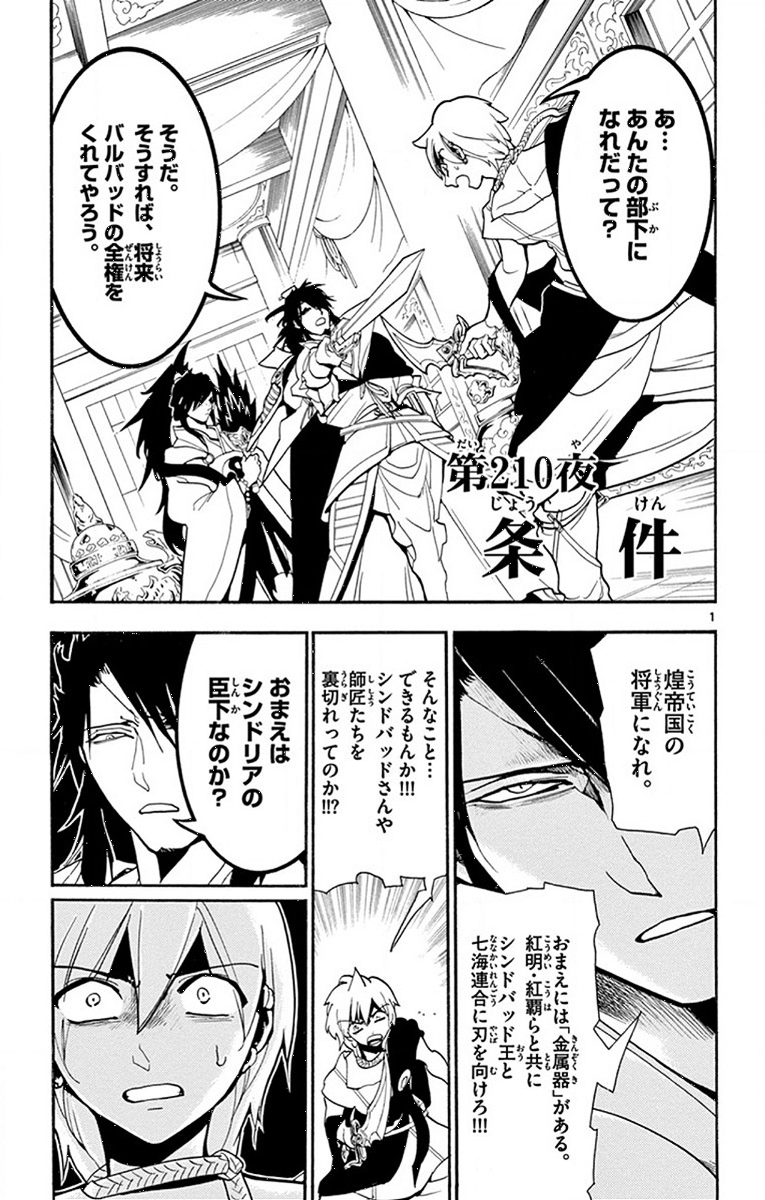 あ…
あんたの部下に
なれだって?
そうだ。
そうすれば、将来
バルバッドの全権を
くれてやろう。
第210夜
条件
1
煌帝国の
将軍になれ。
おまえには「金属器」がある。
紅明・紅覇らと共に
シンドバッド王と
七海連合に刃を向けろ!!!
そんなこと…
できるもんか!!!
シンドバッドさんや
師匠たちを
裏切れってのか!!!?
おまえは
シンドリアの
臣下なのか?